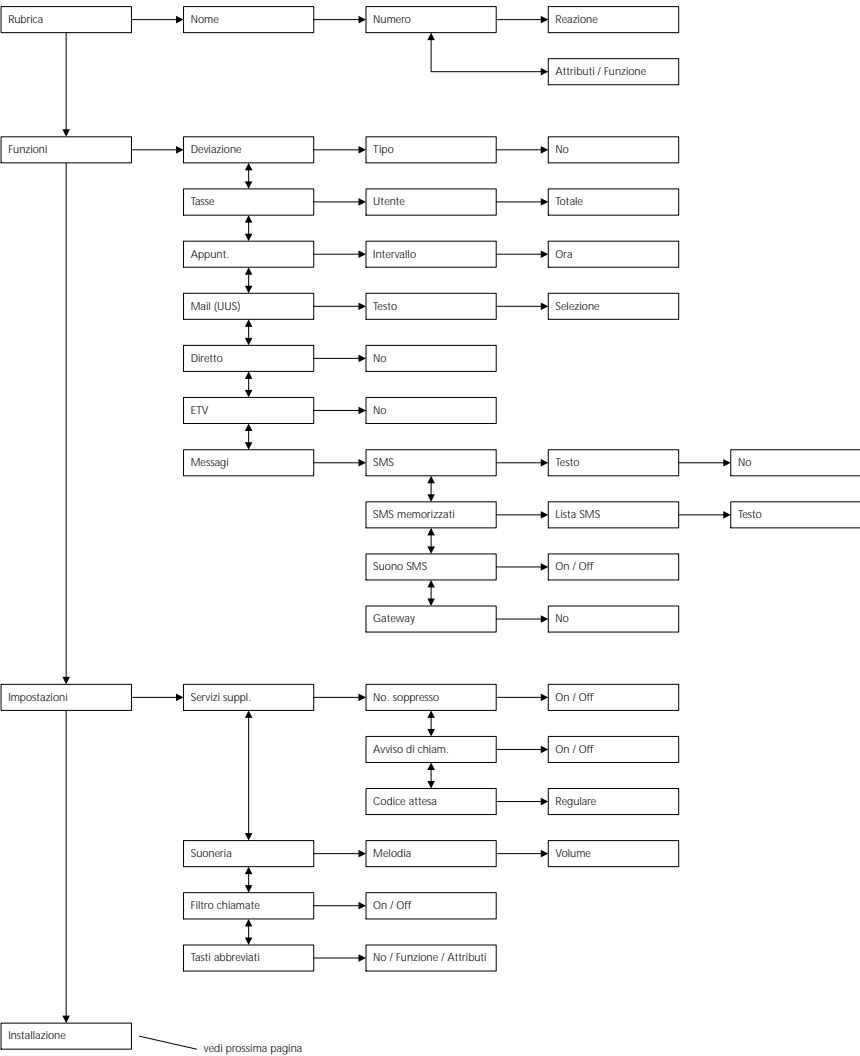 Rubrica
Nome
Numero
Reazione
Attributi / Funzione
Funzioni
Deviazione
Tipo
No
Tasse
Utente
Totale
Appunt.
Intervallo
Ora
Mail (UUS)
Testo
Selezione
Diretto
No
ETV
No
Messagi
SMS
Testo
No
SMS memorizzati
Lista SMS
Testo
Suono SMS
On / Off
Gateway
No
Impostazioni
Servizi suppl.
No. soppresso
On / Off
Avviso di chiam.
On / Off
Codice attesa
Regulare
Suoneria
Melodia
Volume
Filtro chiamate
On / Off
Tasti abbreviati
No / Funzione / Attributi
Installazione
vedi prossima pagina